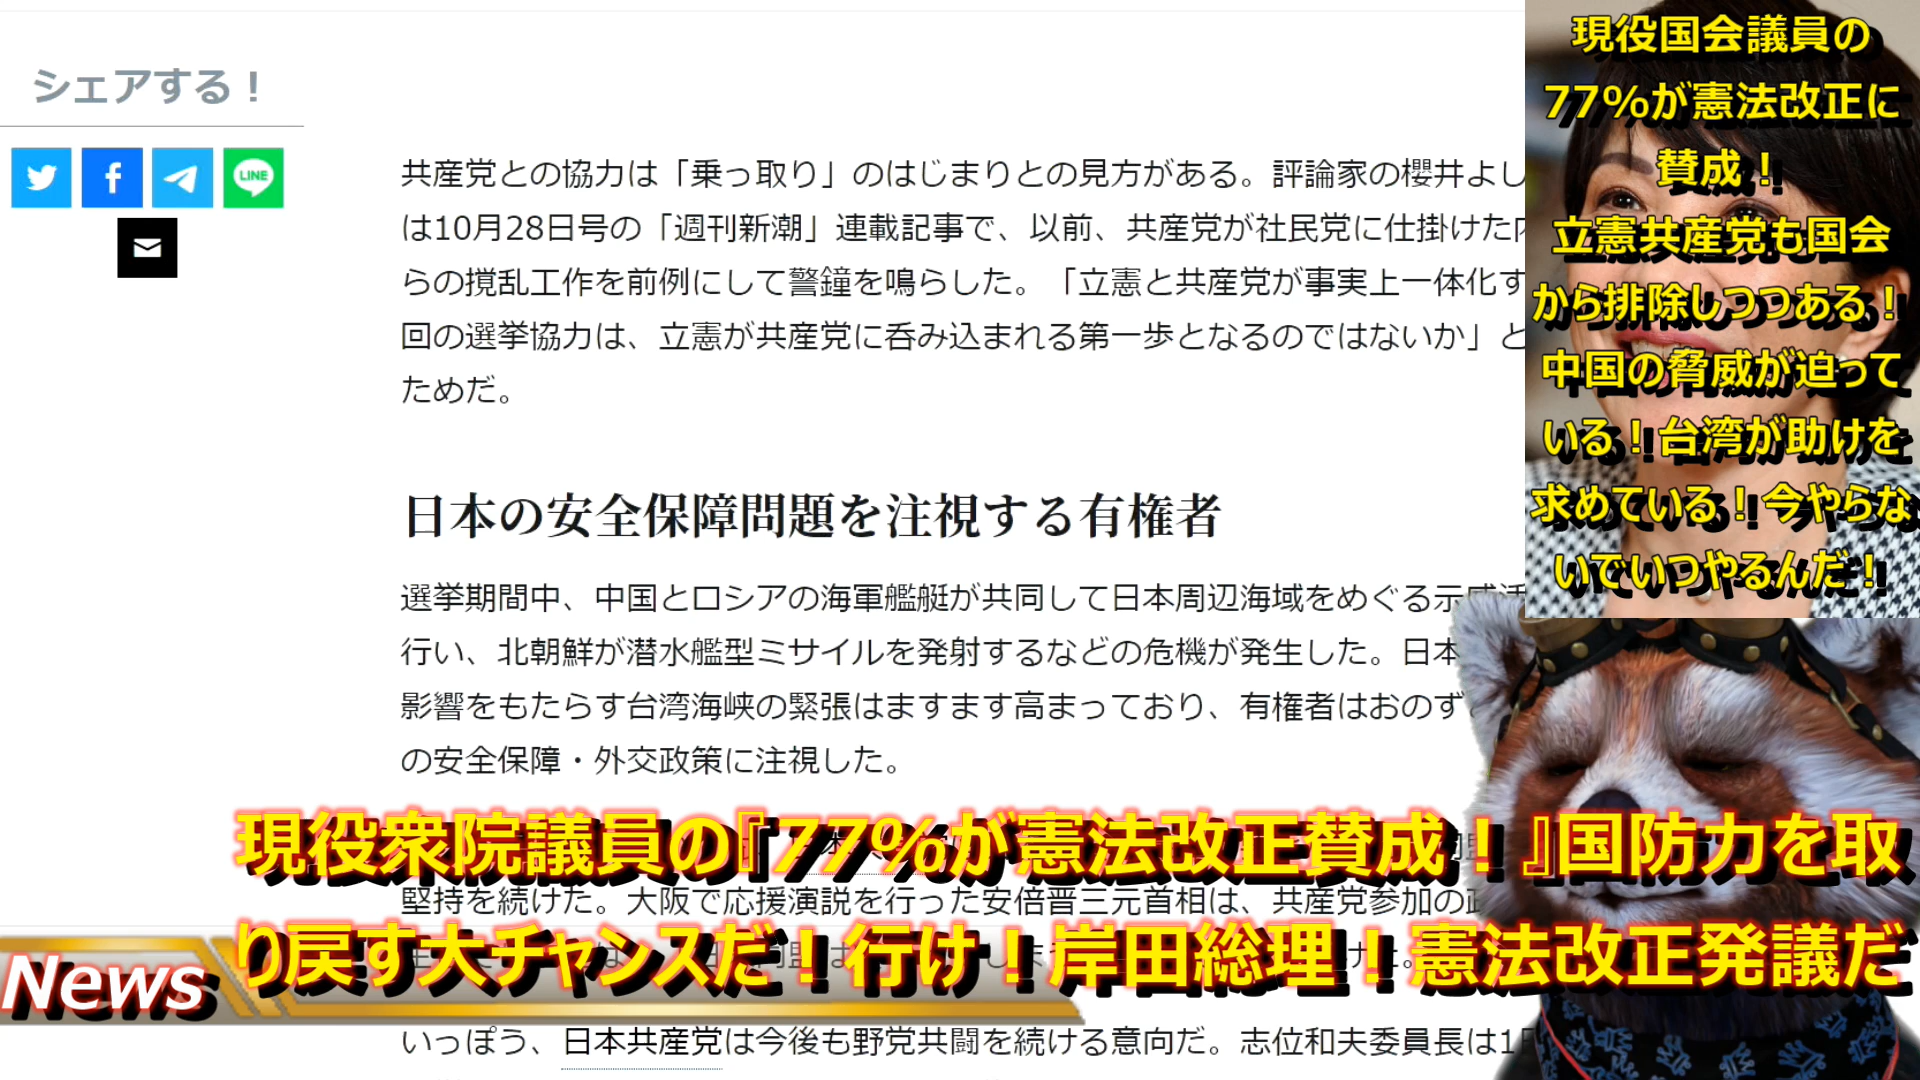 シェアする！
LINE
共産党との協力は「乗っ取り」のはじまりとの見方がある。評論家の櫻井よし
は10月28日号の「週刊新潮」連載記事で、以前、共産党が社民党に仕掛けた
らの撹乱工作を前例にして警鐘を鳴らした。「立憲と共産党が事実上一体化す
回の選挙協力は、立憲が共産党に呑み込まれる第一歩となるのではないか」と
ためだ。
日本の安全保障問題を注視する有権者
選挙期間中、中国とロシアの海軍艦艇が共同して日本周辺海域をめぐる示威活
行い、北朝鮮が潜水艦型ミサイルを発射するなどの危機が発生した。日本
影響をもたらす台湾海峡の緊張はますます高まっており、有権者はおのず
の安全保障・外交政策に注視した。
堅持を続けた。大阪で応援演説を行った安倍晋三元首相は、共産党参加の政
いっぽう、日本共産党は今後も野党共闘を続ける意向だ。志位和夫委員長は1日
現役国会議員の
77％が憲法改正に
賛成！
立憲共産党も国会
から排除しつつある！
中国の脅威が迫って
いる！台湾が助けを
求めている！今やらな
いでいつやるんだ！
現役衆院議員の『77％が憲法改正賛成！』国防力を取
り戻す大チャンスだ！行け！岸田総理！憲法改正発議だ
News